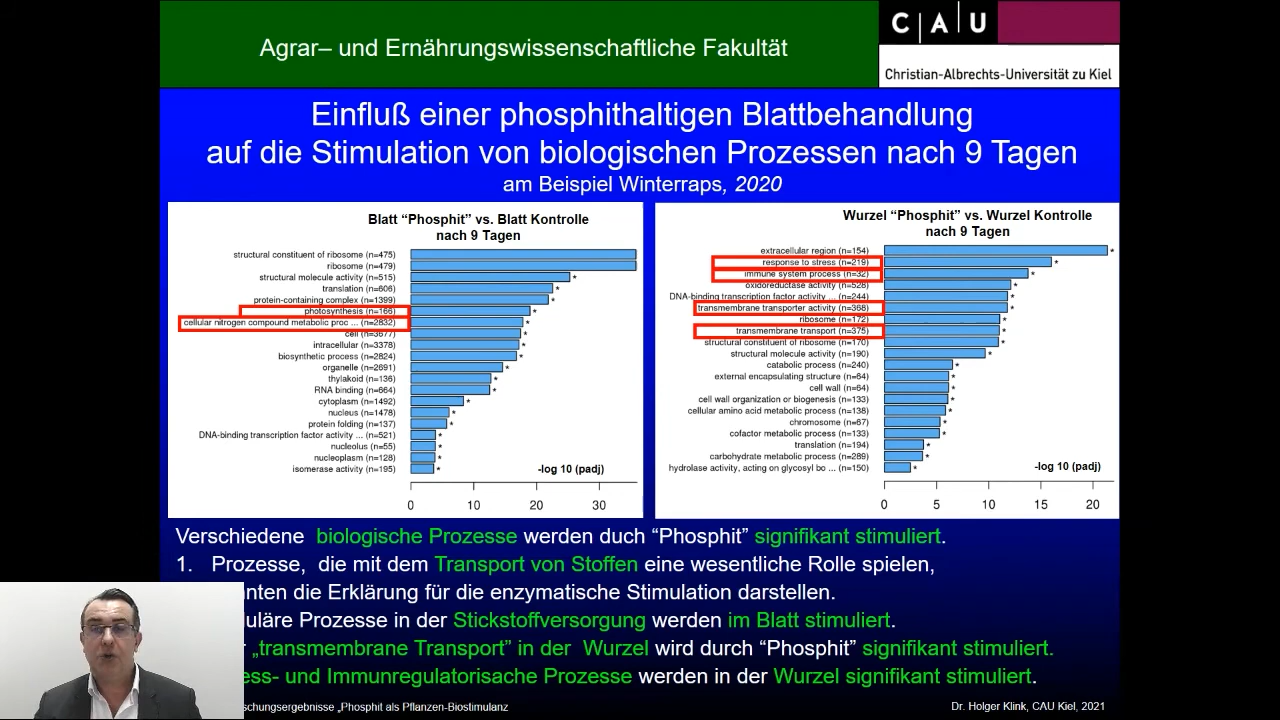 Agrar– und Ernährungswissenschaftliche Fakultät
C|A|U
Christian-Albrechts-Universität zu Kiel
Einfluß einer phosphithaltigen Blattbehandlung
auf die Stimulation von biologischen Prozessen nach 9 Tagen
am Beispiel Winterraps, 2020
Blatt “Phosphit” vs. Blatt Kontrolle
nach 9 Tagen
structural constituent of ribosome (n=475)
ribosome (n=479)
structural molecule activity (n=515)
*
translation (n=606)
*
protein-containing complex (n=1399)
*
photosynthesis (n=166)
*
cellular nitrogen compound metabolic proc ... (n=2832)
*
cell (n=3677)
*
intracellular (n=3378)
*
biosynthetic process (n=2824)
*
organelle (n=2691)
*
thylakoid (n=136)
*
RNA binding (n=664)
*
cytoplasm (n=1492)
*
nucleus (n=1478)
*
protein folding (n=137)
*
DNA-binding transcription factor activity ... (n=521)
*
nucleolus (n=55)
*
nucleoplasm (n=128)
*
isomerase activity (n=195)
*
-log 10 (padj)
0 10 20 30
Wurzel “Phosphit” vs. Wurzel Kontrolle
nach 9 Tagen
extracellular region (n=154)
*
response to stress (n=219)
*
immune system process (n=32)
*
oxidoreductase activity (n=528)
*
DNA-binding transcription factor activity ... (n=244)
*
transmembrane transporter activity (n=368)
*
ribosome (n=172)
*
transmembrane transport (n=375)
*
structural constituent of ribosome (n=170)
*
structural molecule activity (n=190)
*
catabolic process (n=240)
*
external encapsulating structure (n=64)
*
cell wall (n=64)
*
cell wall organization or biogenesis (n=133)
*
cellular amino acid metabolic process (n=138)
*
chromosome (n=67)
*
cofactor metabolic process (n=133)
*
translation (n=194)
*
carbohydrate metabolic process (n=289)
*
hydrolase activity, acting on glycosyl bo ... (n=150)
*
-log 10 (padj)
0 5 10 15 20
Verschiedene biologische Prozesse werden duch “Phosphit” signifikant stimuliert.
1. Prozesse, die mit dem Transport von Stoffen eine wesentliche Rolle spielen,
nten die Erklärung für die enzymatische Stimulation darstellen.
luläre Prozesse in der Stickstoffversorgung werden im Blatt stimuliert.
r „transmembrane Transport” in der Wurzel wird durch “Phosphit” signifikant stimuliert.
ess- und Immunregulatorisache Prozesse werden in der Wurzel signifikant stimuliert.
schungsergebnisse „Phosphit als Pflanzen-Biostimulanz
Dr. Holger Klink, CAU Kiel, 2021